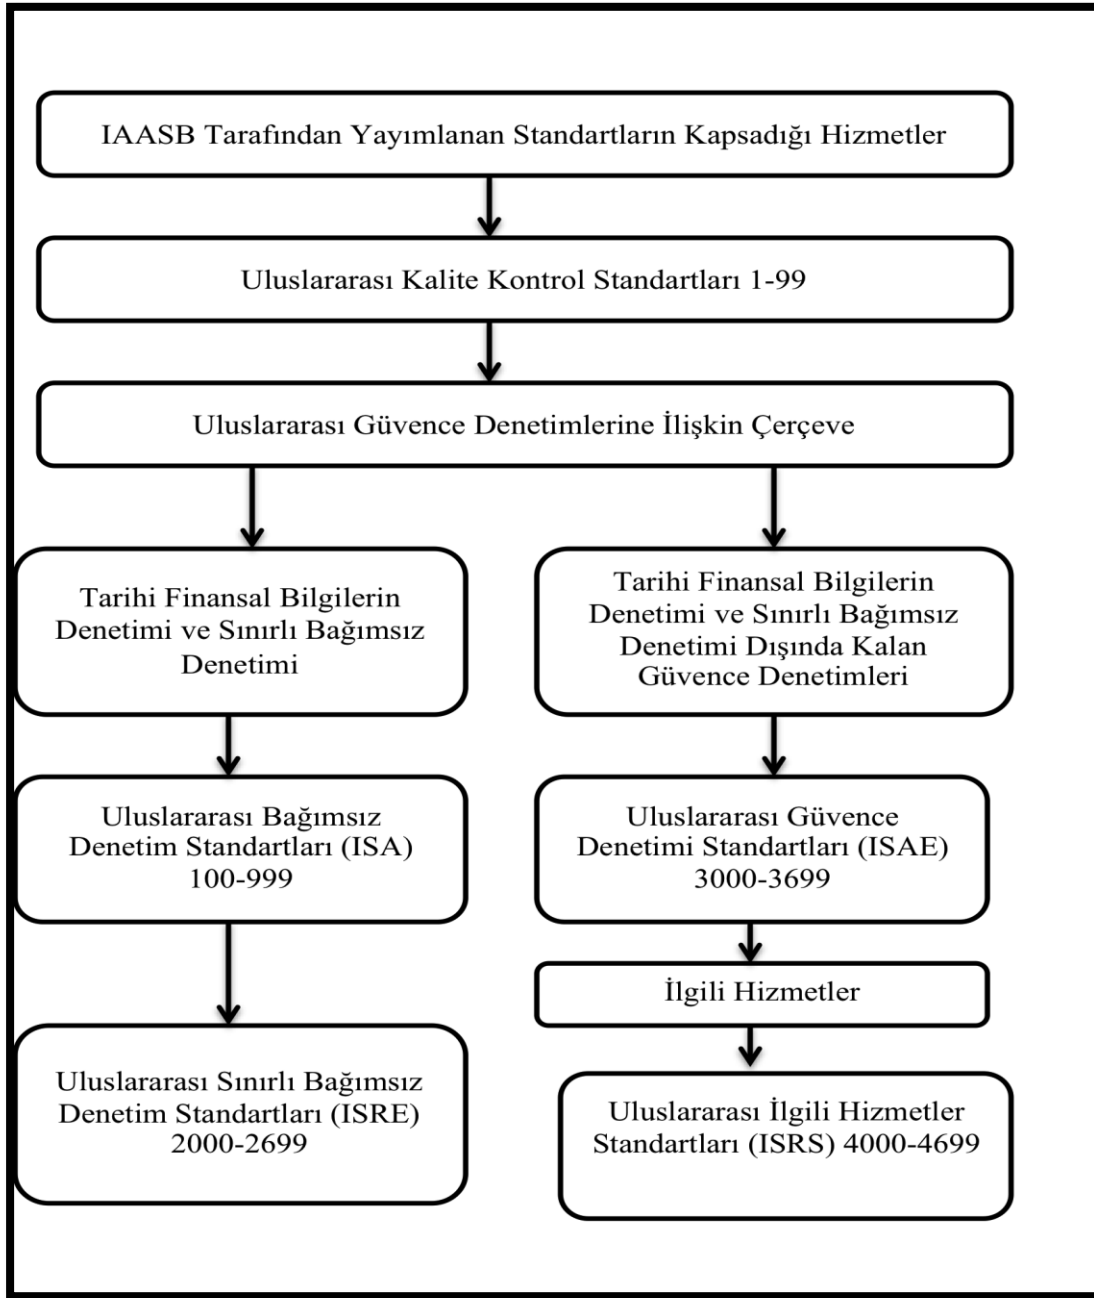 IAASB Tarafından Yayımlanan Standartların Kapsadığı Hizmetler
Uluslararası Kalite Kontrol Standartları 1-99
Uluslararası Güvence Denetimlerine İlişkin Çerçeve
Tarihi Finansal Bilgilerin
Denetimi ve Sınırlı Bağımsız
Denetimi
Tarihi Finansal Bilgilerin
Denetimi ve Sınırlı Bağımsız
Denetimi Dışında Kalan
Güvence Denetimleri
Uluslararası Bağımsız
Denetim Standartları (ISA)
100-999
Uluslararası Güvence
Denetimi Standartları (ISAE)
3000-3699
İlgili Hizmetler
Uluslararası Sınırlı Bağımsız
Denetim Standartları (ISRE)
2000-2699
Uluslararası İlgili Hizmetler
Standartları (ISRS) 4000-4699